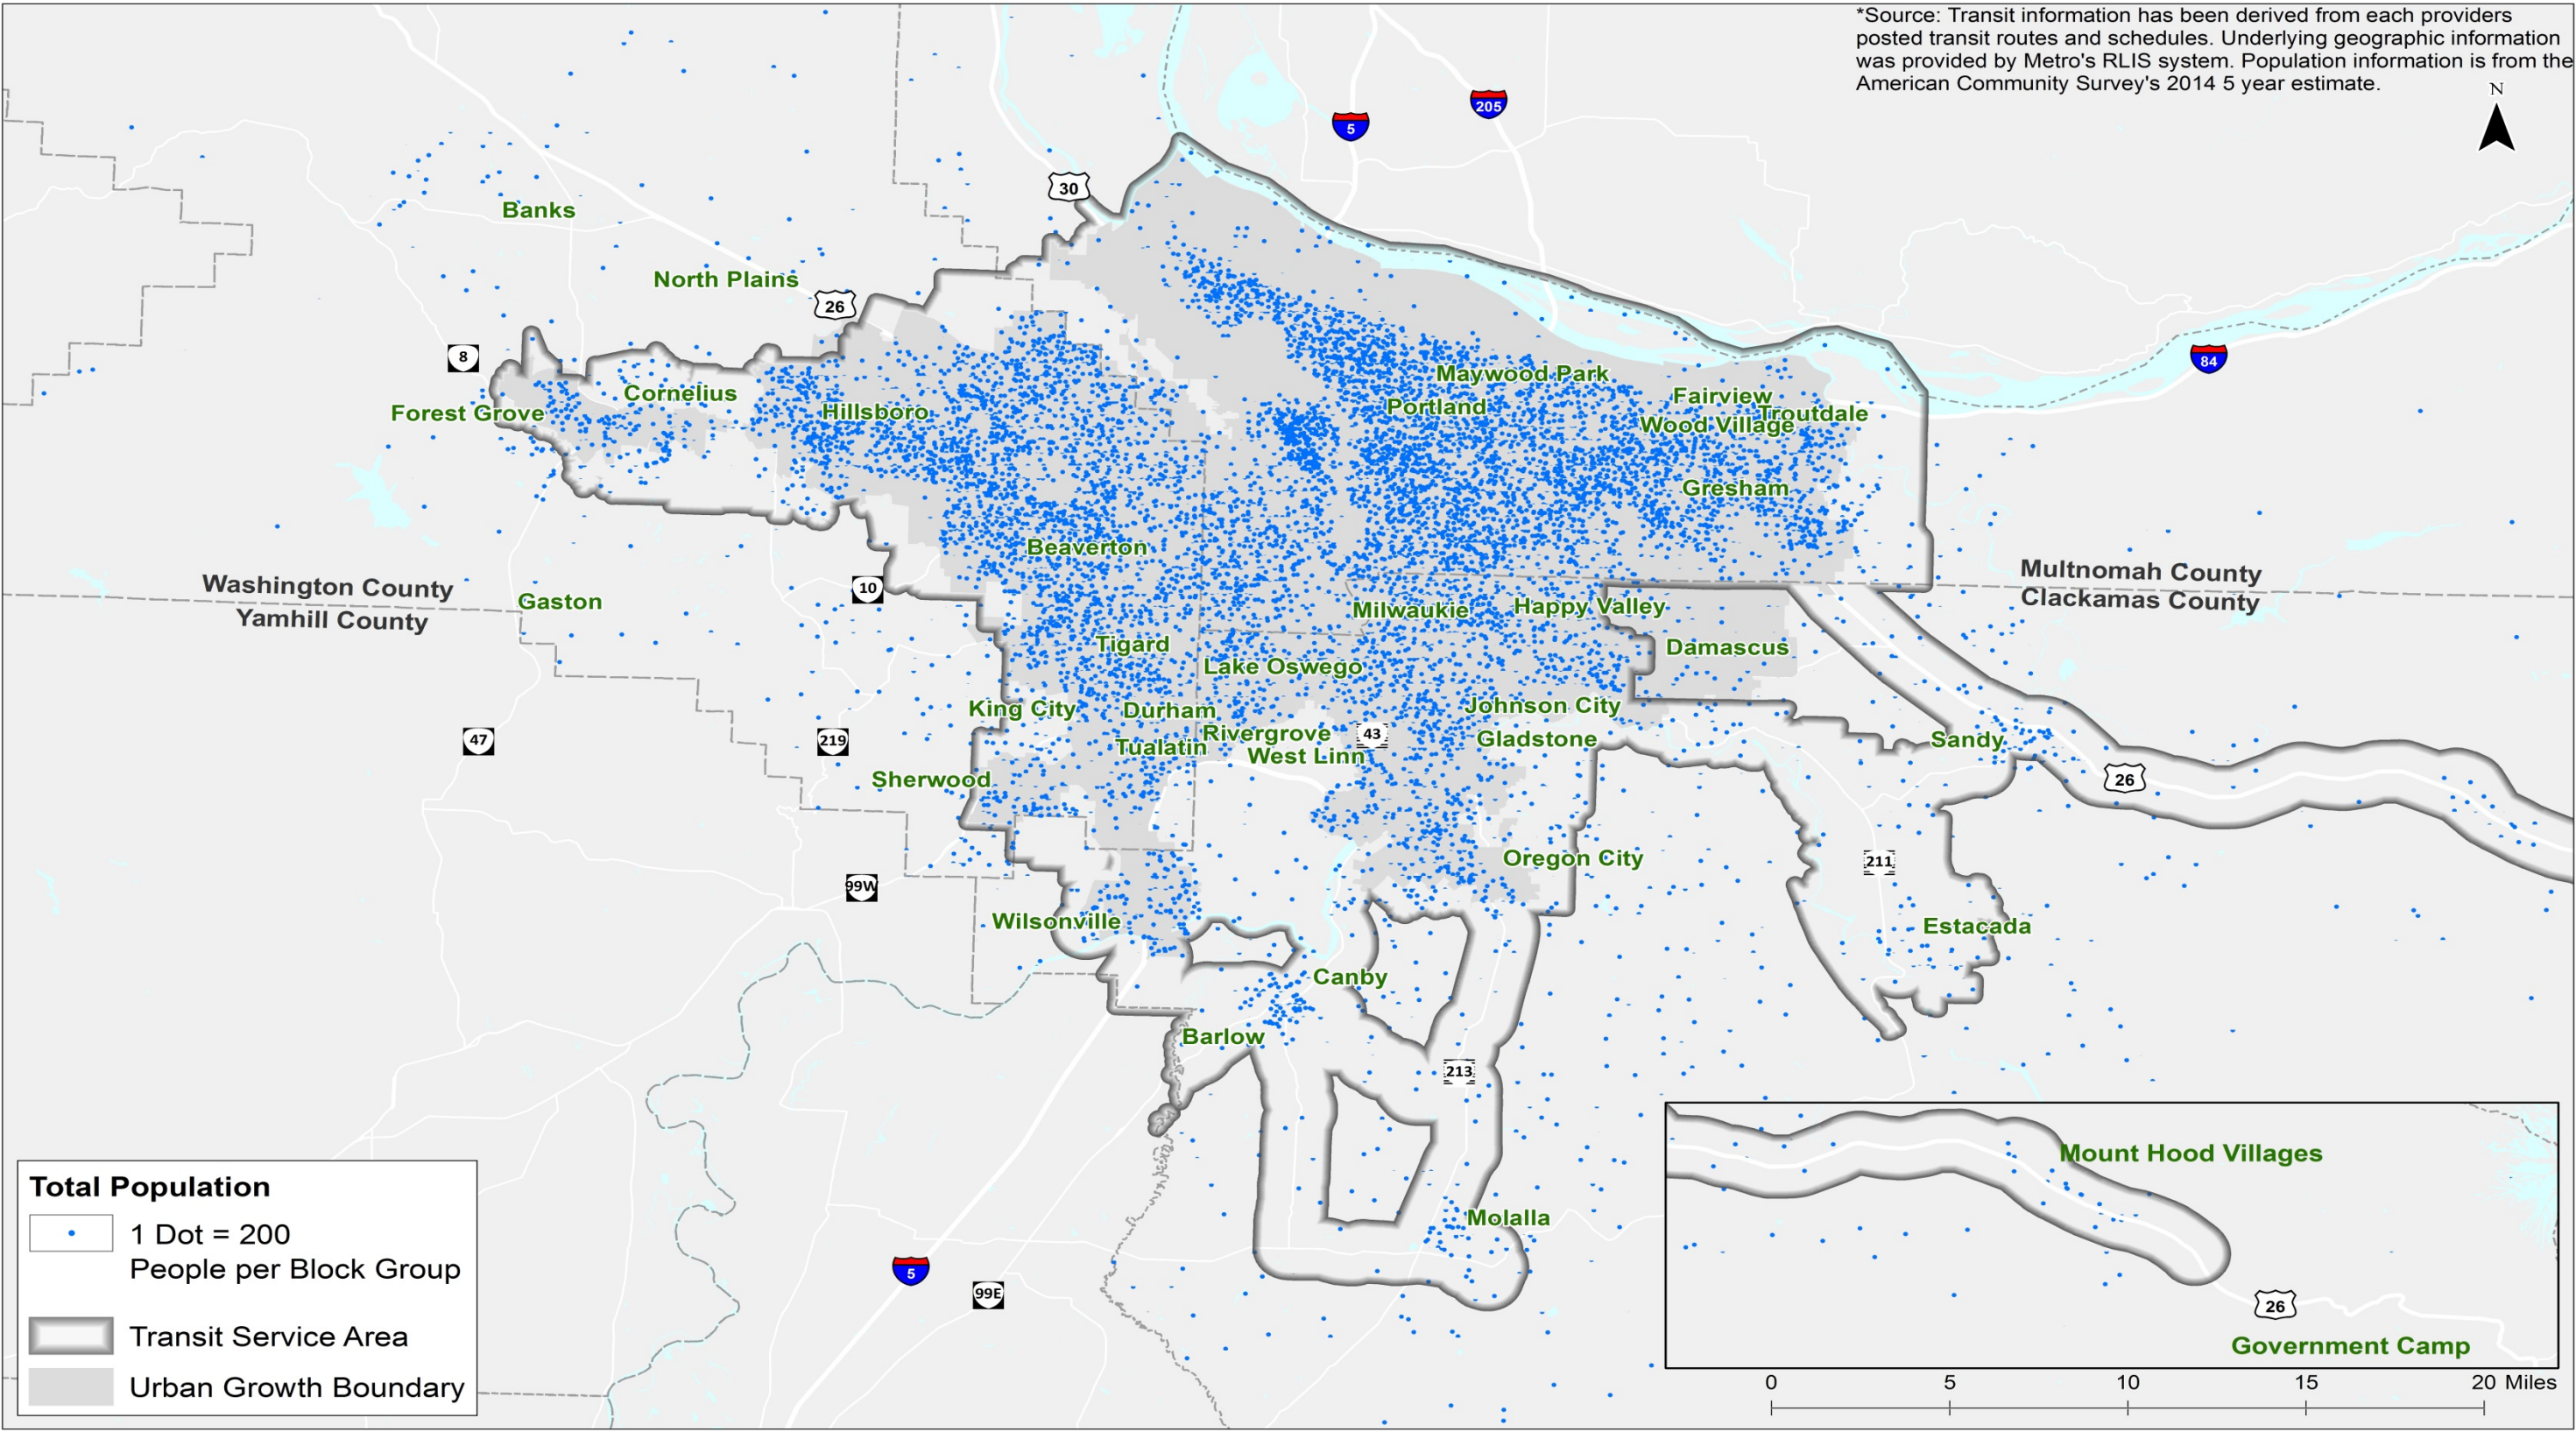 *Source: Transit information has been derived from each providers
posted transit routes and schedules. Underlying geographic information
was provided by Metro's RLIS system. Population information is from the
American Community Survey's 2014 5 year estimate.
N
205
5
30
Banks
North Plains
26
8
84
Maywood Park
Cornelius
Fairview
Forest Grove
Hillsboro
Portland
Troutdale
Wood Village
Gresham
Beaverton
Multnomah County
Clackamas County
Washington County
Yamhill County
10
Gaston
Milwaukie
Happy Valley
Tigard
Damascus
Lake Oswego
King City
Durham
Johnson City
47
219
Rivergrove
43
Gladstone
Sandy
Tualatin
West Linn
Sherwood
26
Oregon City
211
99W
Wilsonville
Estacada
Canby
Barlow
213
Mount Hood Villages
Molalla
5
99E
26
Government Camp
Total Population
1 Dot = 200
People per Block Group
Transit Service Area
Urban Growth Boundary
0 5 10 15 20 Miles